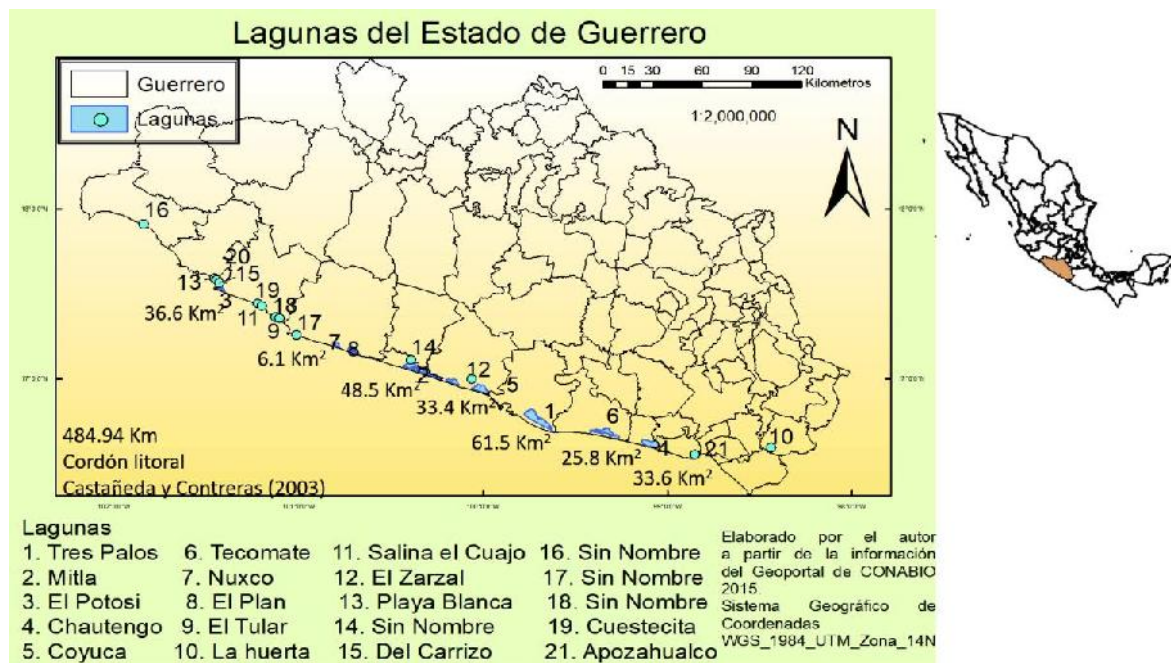 Lagunas del Estado de Guerrero
Guerrero
Lagunas
0 15 30 60 90 120
Kilometros
1:2,000,000
N
16
20
15
13
3
19
36.6 Km²
11
18
9
17
6.1 Km²
7
8
14
2
12
5
48.5 Km²
33.4 Km²
1
6
61.5 Km²
10
4
21
25.8 Km²
33.6 Km²
484.94 Km
Cordón litoral
Castañeda y Contreras (2003)
Lagunas
1. Tres Palos 6. Tecomate 11. Salina el Cuajo 16. Sin Nombre
2. Mitla 7. Nuxco 12. El Zarzal 17. Sin Nombre
3. El Potosi 8. El Plan 13. Playa Blanca 18. Sin Nombre
4. Chautengo 9. El Tular 14. Sin Nombre 19. Cuestecita
5. Coyuca 10. La huerta 15. Del Carrizo 21. Apozahualco
Elaborado por el autor
a partir de la información
del Geoportal de CONABIO
2015.
Sistema Geográfico de
Coordenadas
WGS_1984_UTM_Zona_14N